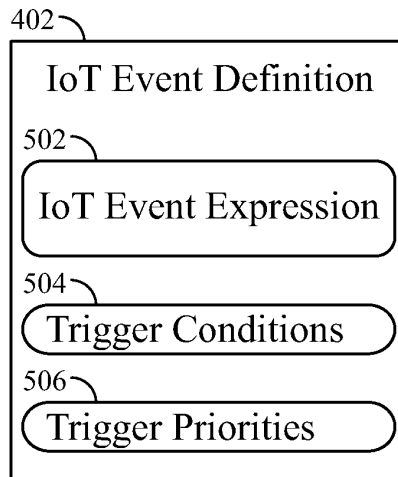 402
IoT Event Definition
502
IoT Event Expression
504
Trigger Conditions
506
Trigger Priorities